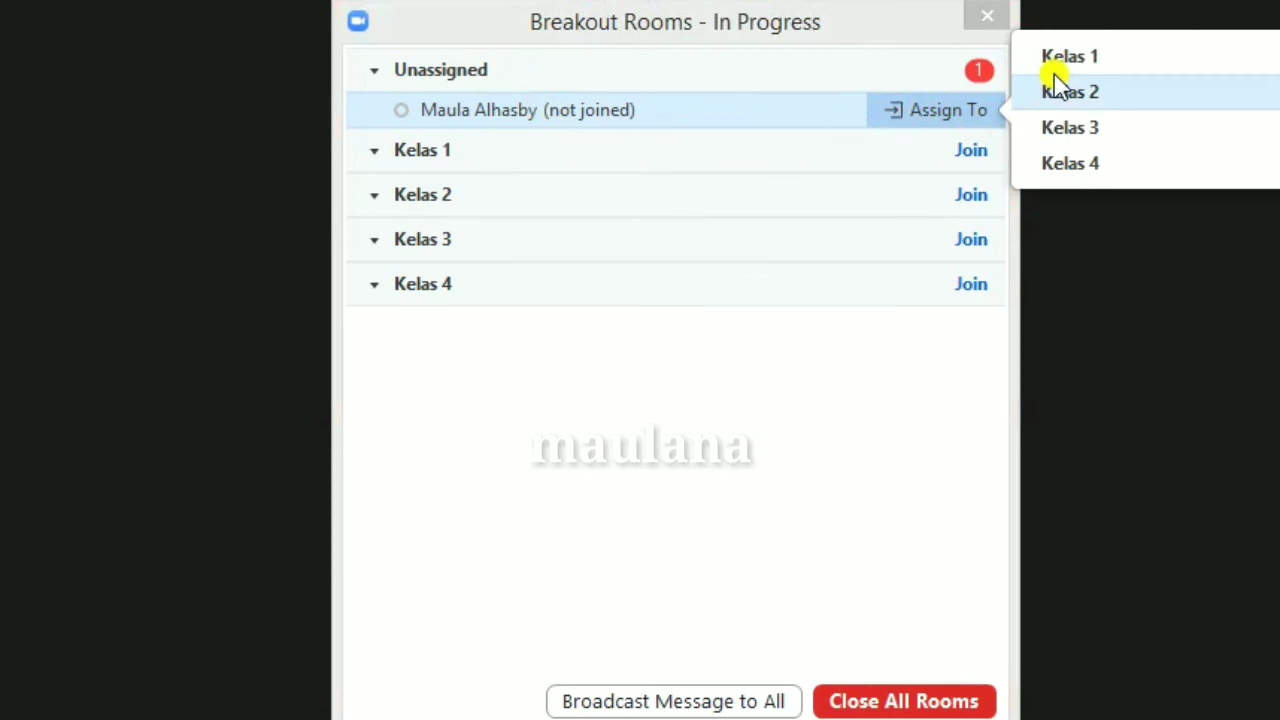 Breakout Rooms - In Progress
Unassigned 1
Maula Alhasby (not joined) Assign To
Kelas 1 Join
Kelas 2 Join
Kelas 3 Join
Kelas 4 Join
Kelas 1
Kelas 2
Kelas 3
Kelas 4
maulana
Broadcast Message to All Close All Rooms